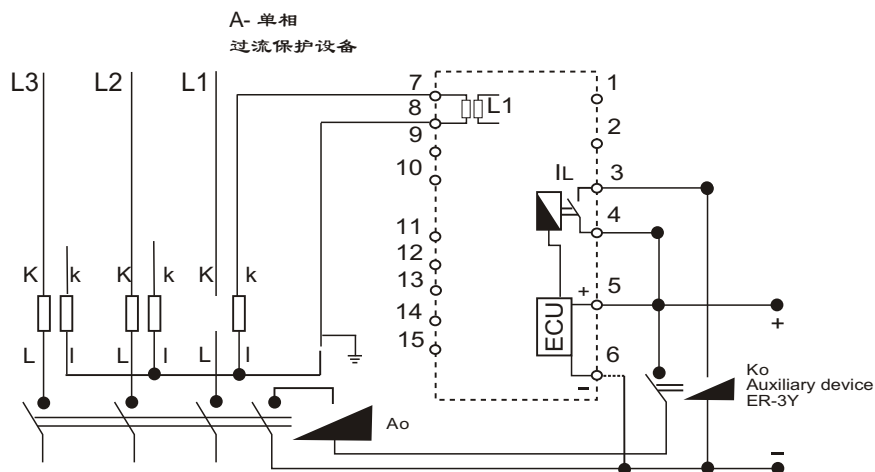 A- 单相
过流保护设备
L3 L2 L1
7
8
9
10
11
12
13
14
15
L1
1
2
3
4
5
6
IL
ECU
+
–
K k K k K k
L l L l L l
Ao
Ko
Auxiliary device
ER-3Y
+
–